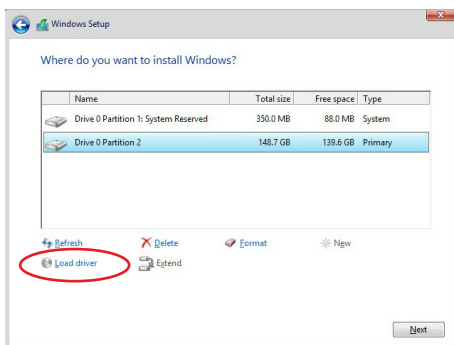 Windows Setup
Where do you want to install Windows?
Name Total size Free space Type
Drive 0 Partition 1: System Reserved 350.0 MB 88.0 MB System
Drive 0 Partition 2 148.7 GB 139.6 GB Primary
Refresh Delete Format New
Load driver Extend
Next